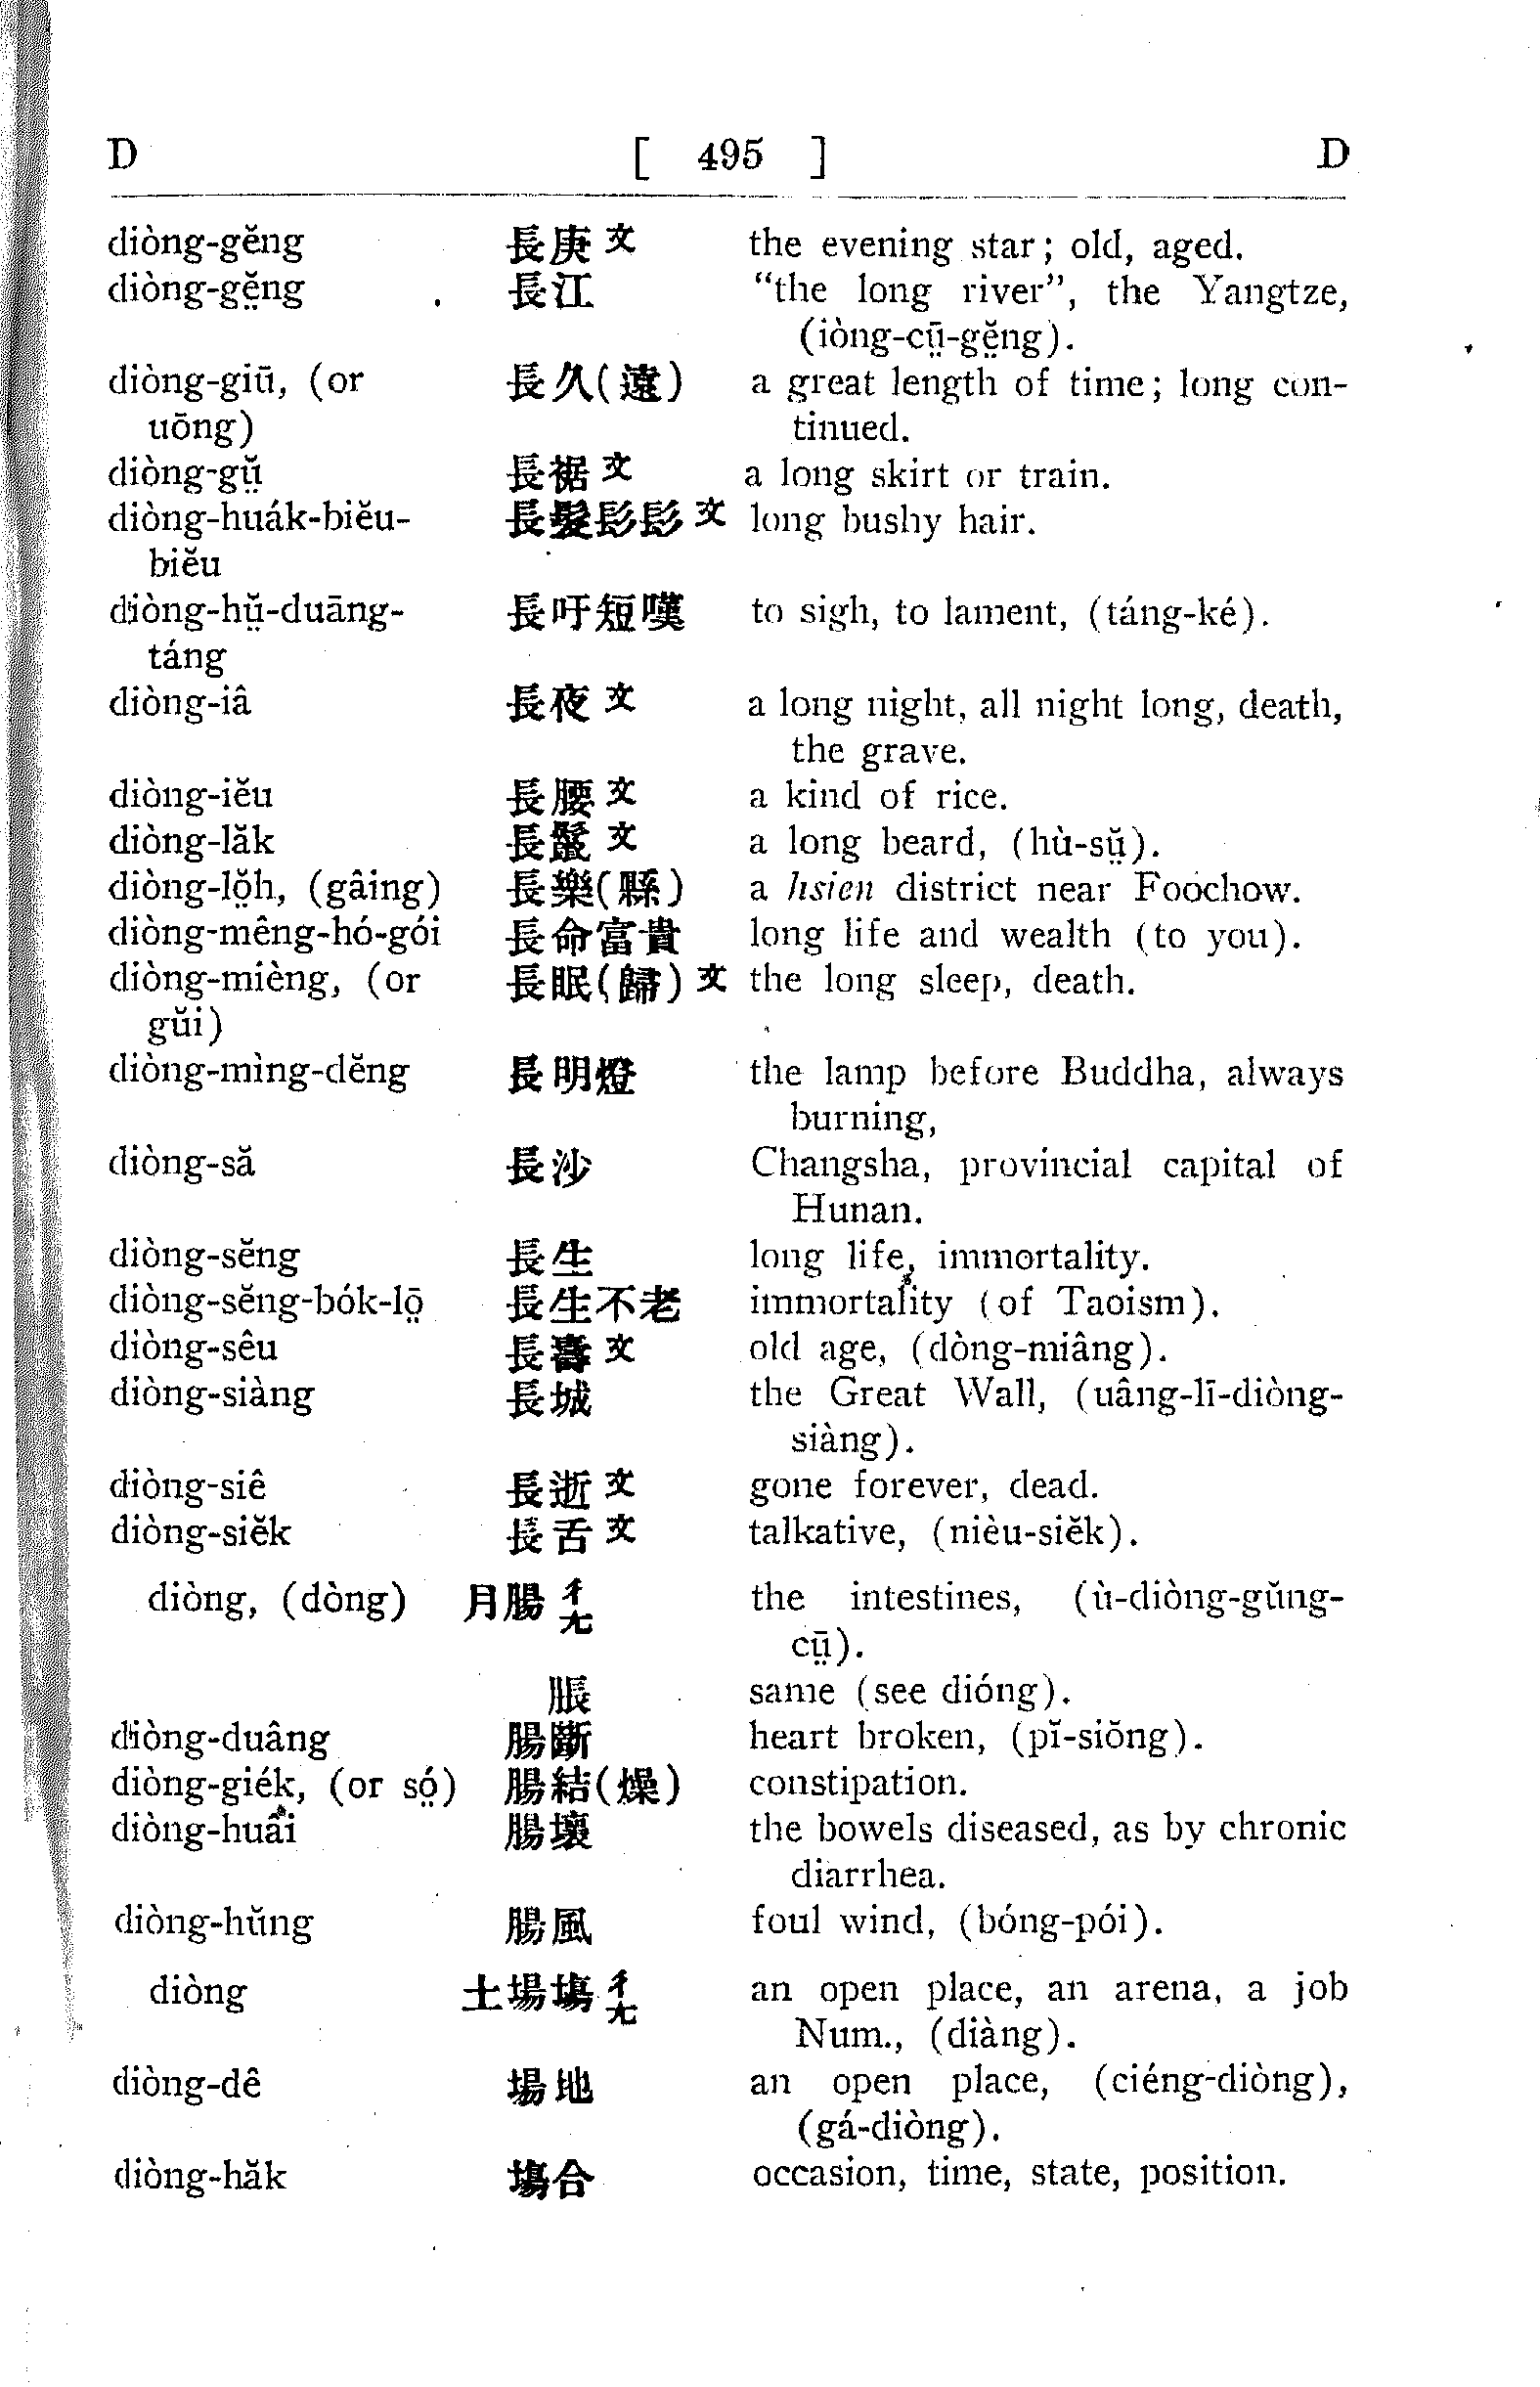 D [ 495 ] D
diòng-gĕng 長庚文 the evening star; old, aged.
diòng-gĕ̤ng 長江 “the long river”, the Yangtze,
(iòng-cṳ̄-gĕ̤ng).
diòng-giū, (or 長久(遠) a great length of time; long con-
uōng) tinued.
diòng-gṳ̆ 長裾文 a long skirt or train.
diòng-huák-biĕu- 長髮髟髟文 long bushy hair.
biĕu
diòng-hṳ̆-duāng- 長吁短嘆 to sigh, to lament, (táng-ké).
táng
diòng-iâ 長夜文 a long night, all night long, death,
the grave.
diòng-iĕu 長腰文 a kind of rice.
diòng-lăk 長鬣文 a long beard, (hù-sṳ̆).
diòng-lŏ̤h, (gâing) 長樂(縣) a hsien district near Foochow.
diòng-mêng-hó-gói 長命富貴 long life and wealth (to you).
diòng-mièng, (or 長眠(歸)文 the long sleep, death.
gŭi)
diòng-mìng-dĕng 長明燈 the lamp before Buddha, always
burning,
diòng-să 長沙 Changsha, provincial capital of
Hunan.
diòng-sĕng 長生 long life, immortality.
diòng-sĕng-bók-lō̤ 長生不老 immortality (of Taoism).
diòng-sêu 長壽文 old age, (dòng-miâng).
diòng-siàng 長城 the Great Wall, (uâng-lī-diòng-
siàng).
diòng-siê 長逝文 gone forever, dead.
diòng-siĕk 長舌文 talkative, (nièu-siĕk).
diòng, (dòng) 月腸ㄔㄤ the intestines, (ù-diòng-gŭng-
cṳ̄).
脹 same (see dióng).
diòng-duâng 腸斷 heart broken, (pĭ-siŏng).
diòng-giék, (or só̤) 腸結(燥) constipation.
diòng-huâi 腸壞 the bowels diseased, as by chronic
diarrhea.
diòng-hŭng 腸風 foul wind, (bóng-pói).
diòng 土場塲ㄔㄤ an open place, an arena, a job
Num., (diàng).
diòng-dê 場地 an open place, (ciéng-diòng),
(gá-diòng).
diòng-hăk 塲合 occasion, time, state, position.